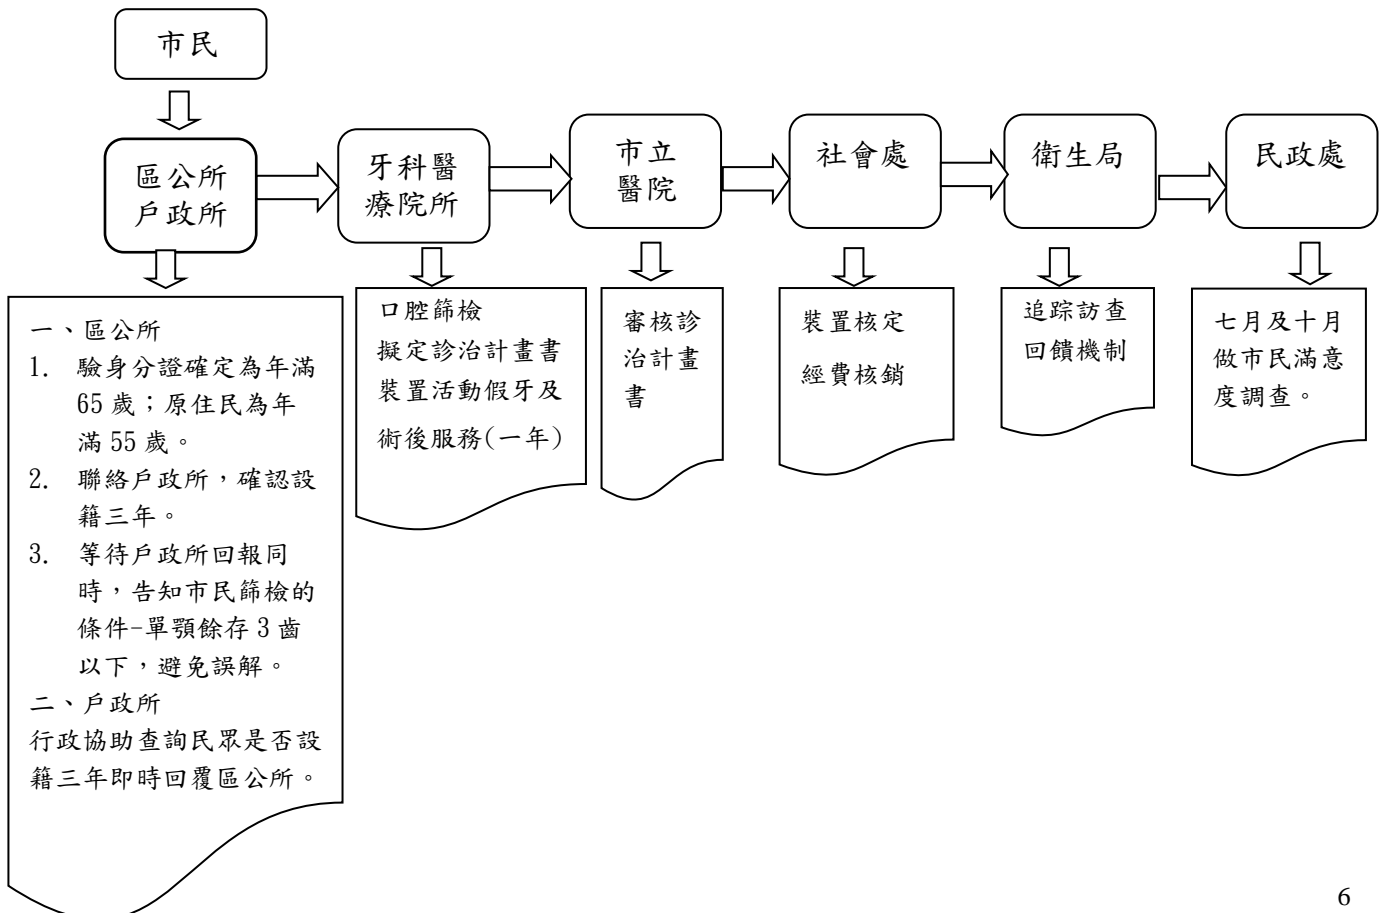 市民
區公所
戶政所
牙科醫
療院所
市立
醫院
社會處
衛生局
民政處
一、區公所
1. 驗身分證確定為年滿
65 歲；原住民為年
滿 55 歲。
2. 聯絡戶政所，確認設
籍三年。
3. 等待戶政所回報同
時，告知市民篩檢的
條件-單顎餘存 3 齒
以下，避免誤解。
二、戶政所
行政協助查詢民眾是否設
籍三年即時回覆區公所。
口腔篩檢
擬定診治計畫書
裝置活動假牙及
術後服務(一年)
審核診
治計畫
書
裝置核定
經費核銷
追踪訪查
回饋機制
七月及十月
做市民滿意
度調查。
6